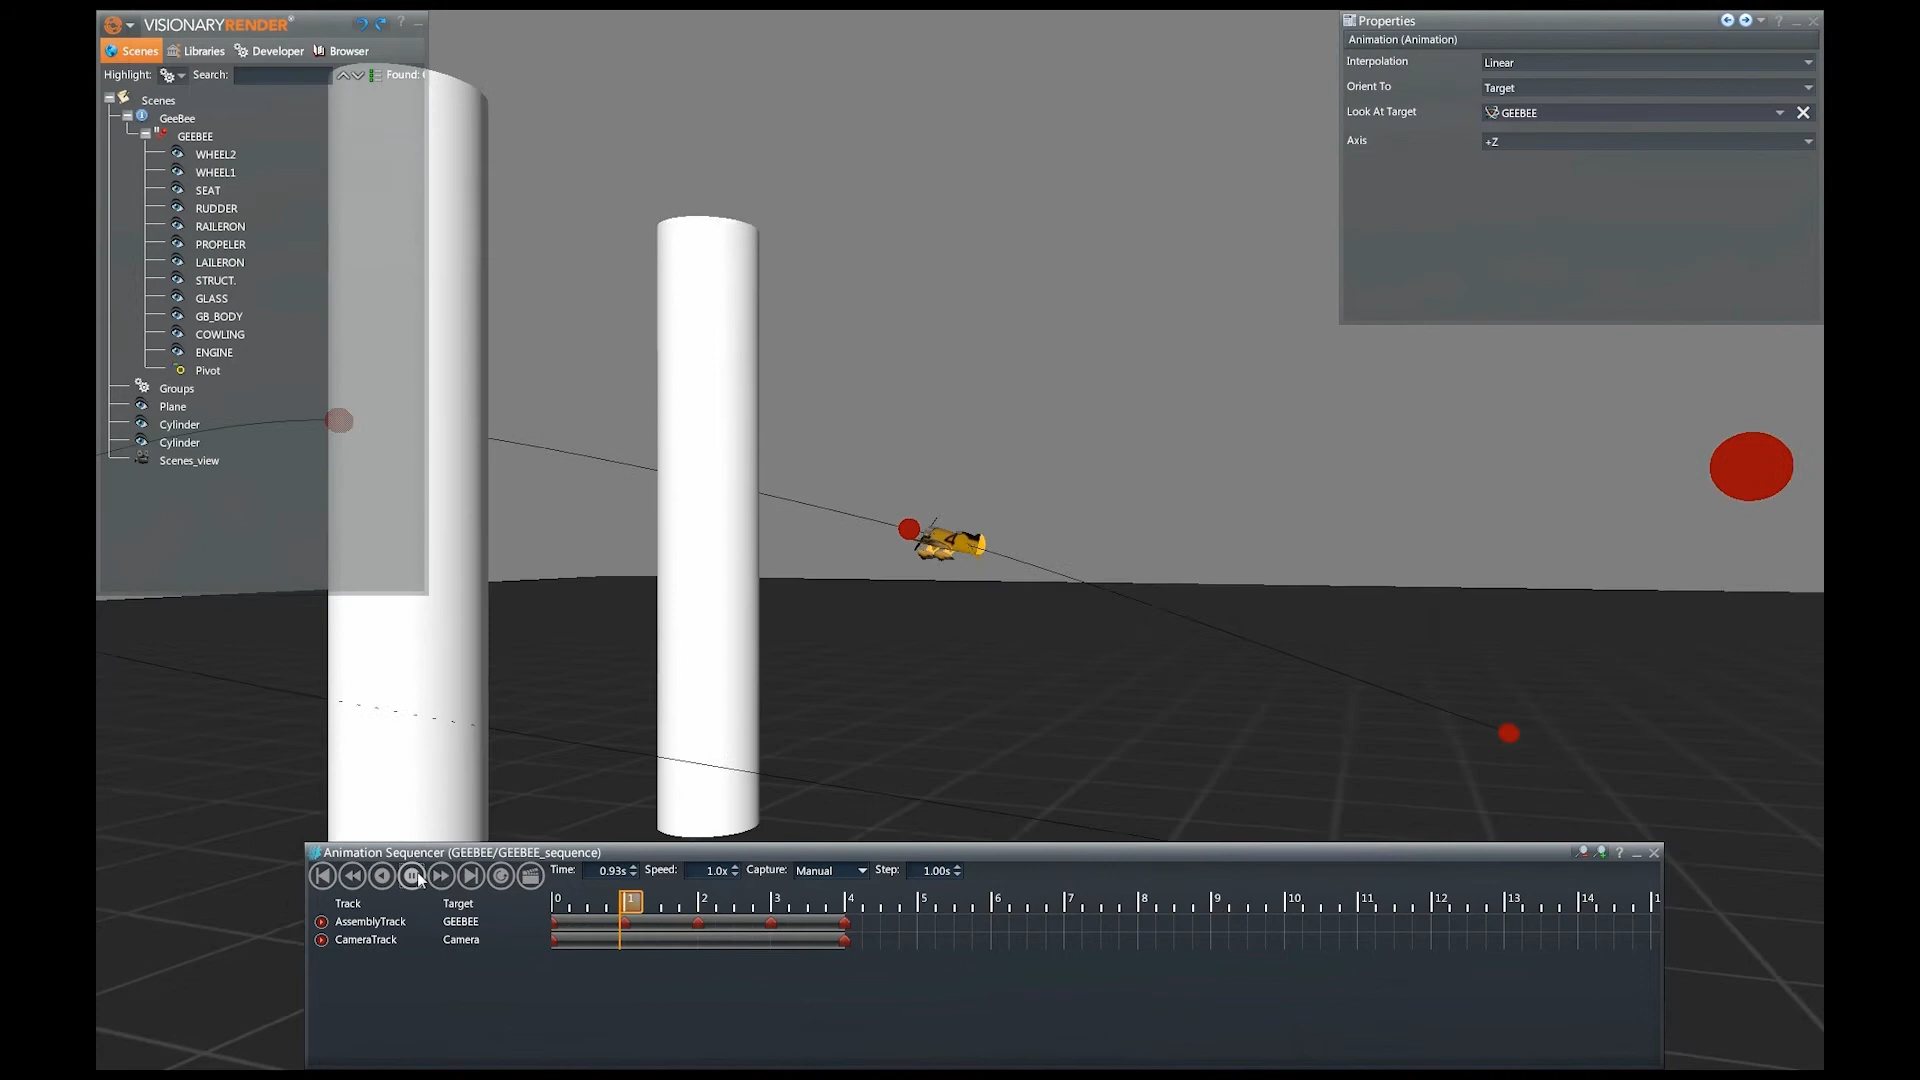 VISIONARYRENDER ?
Scenes Libraries Developer Browser
Highlight: Search: Found:
Scenes
GeeBee
GEEBEE
WHEEL2
WHEEL1
SEAT
RUDDER
RAILERON
PROPELER
LAILERON
STRUCT.
GLASS
GB_BODY
COWLING
ENGINE
Pivot
Groups
Plane
Cylinder
Cylinder
Scenes_view
Properties ?
Animation (Animation)
Interpolation Linear
Orient To Target
Look At Target GEEBEE
Axis +Z
4
Animation Sequencer (GEEBEE/GEEBEE_sequence) ?
Time: 0.93s Speed: 1.0x Capture: Manual Step: 1.00s
Track Target 0 1 2 3 4 5 6 7 8 9 10 11 12 13 14 1
AssemblyTrack GEEBEE
CameraTrack Camera